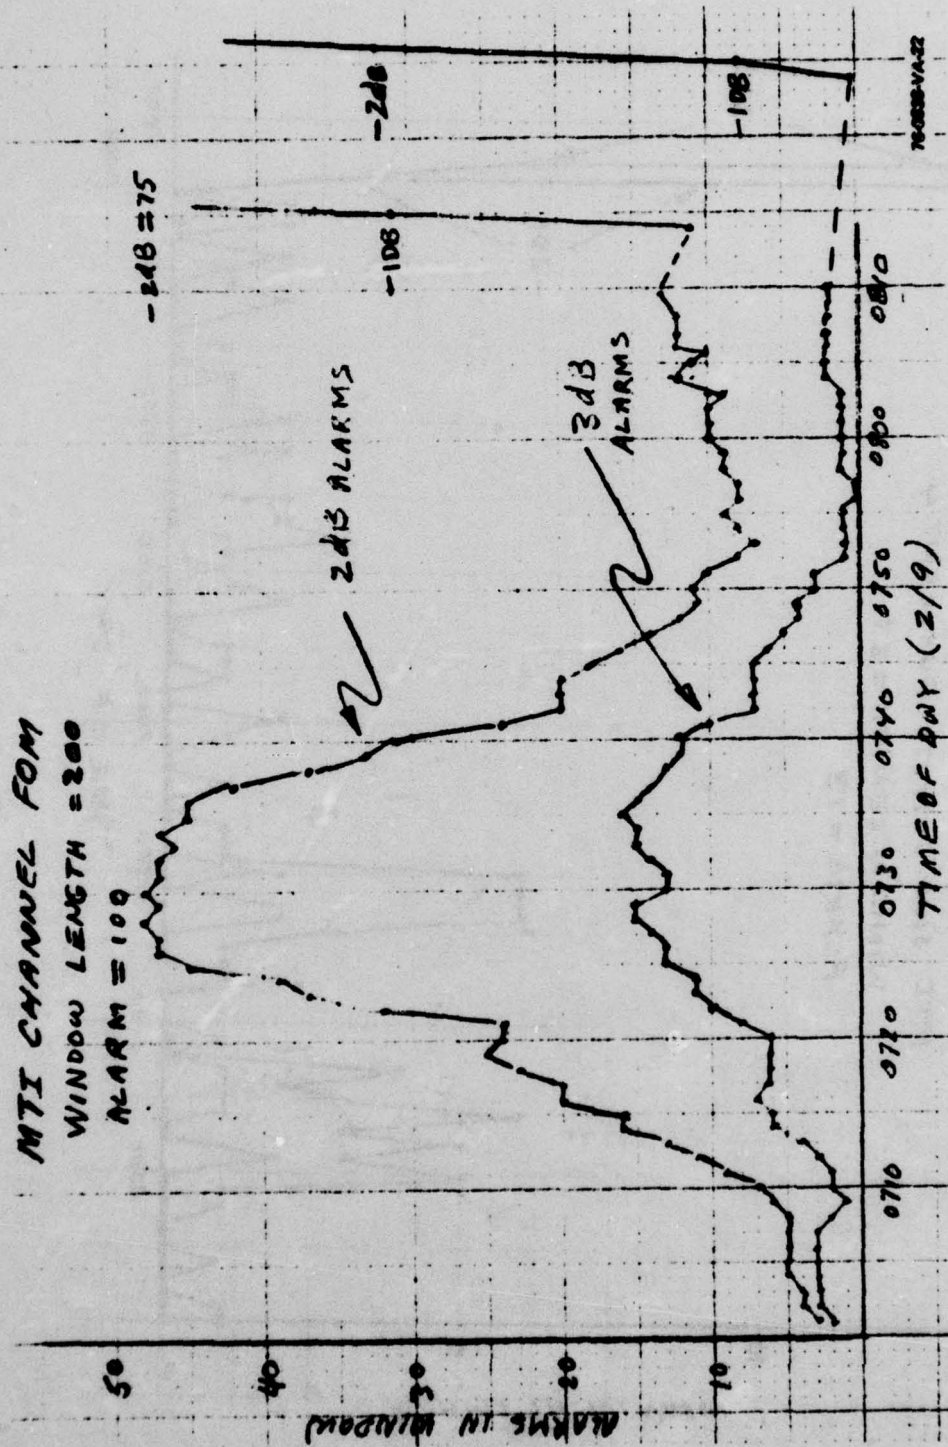 MTI CHANNEL FOM
WINDOW LENGTH = 200
ALARM = 100
-2dB = 75
-1DB
-2dB
-1DB
2dB ALARMS
3dB
ALARMS
50
40
30
20
10
ALARMS IN WINDOW
0710
0720
0730
0740
0750
0800
0810
TIME OF DAY (2/19)